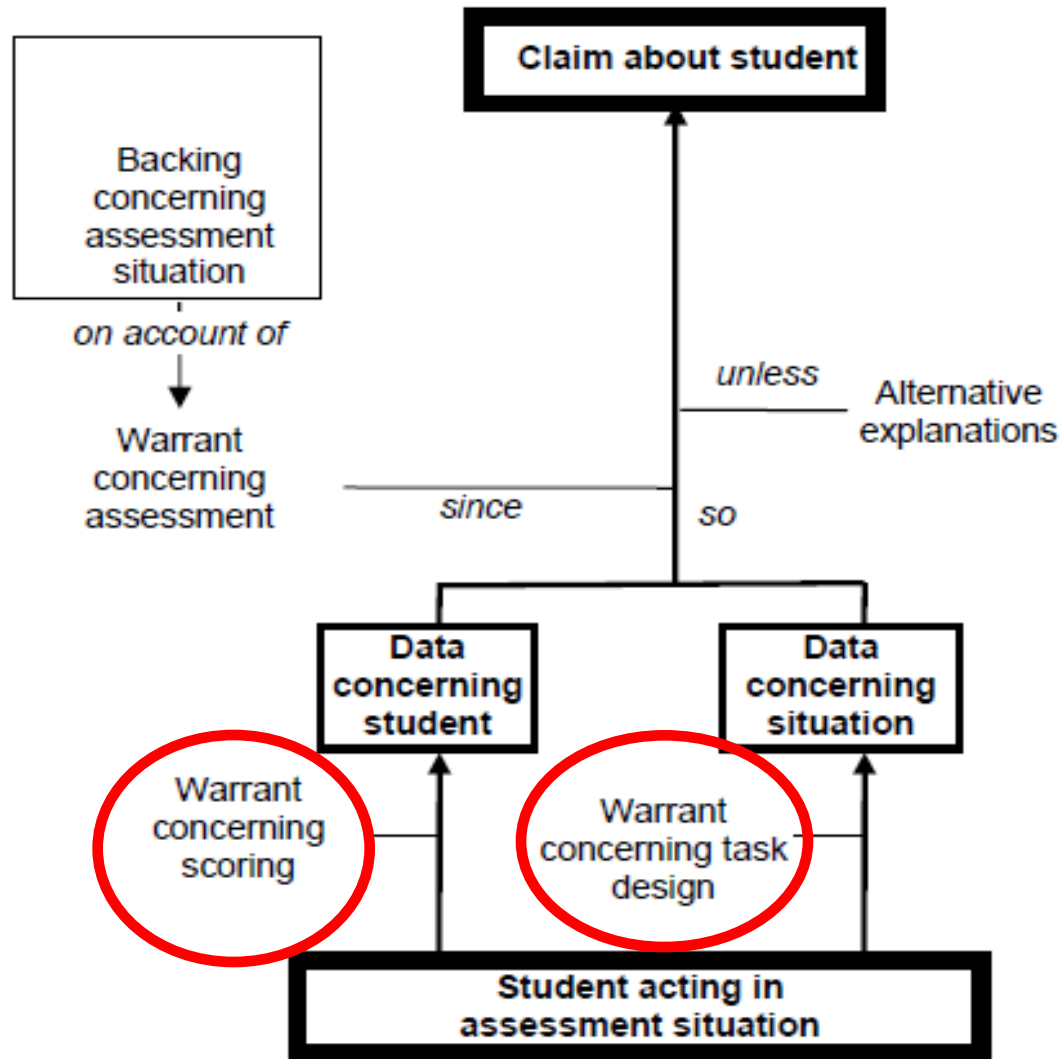 Claim about student
Backing
concerning
assessment
situation
on account of
unless
Alternative
explanations
Warrant
concerning
assessment
since
so
Data
concerning
student
Data
concerning
situation
Warrant
concerning
scoring
Warrant
concerning task
design
Student acting in
assessment situation